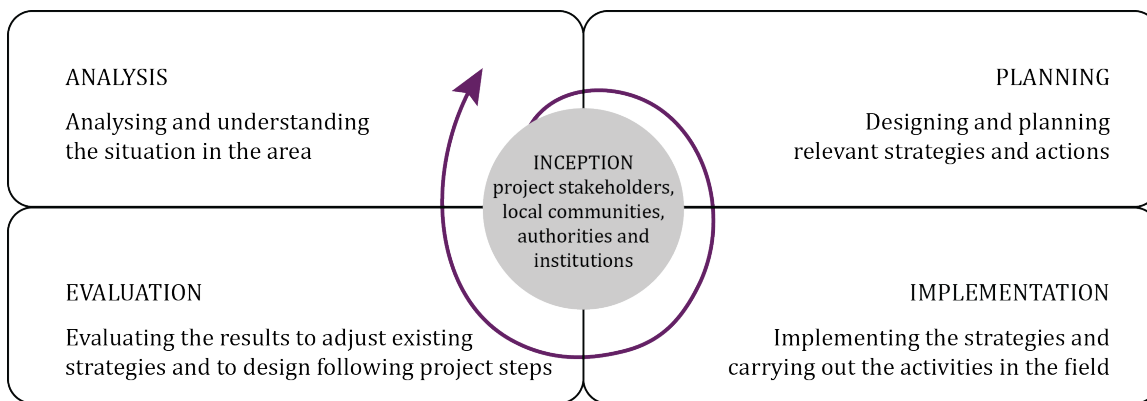 ANALYSIS
Analysing and understanding
the situation in the area
PLANNING
Designing and planning
relevant strategies and actions
INCEPTION
project stakeholders,
local communities,
authorities and
institutions
EVALUATION
Evaluating the results to adjust existing
strategies and to design following project steps
IMPLEMENTATION
Implementing the strategies and
carrying out the activities in the field